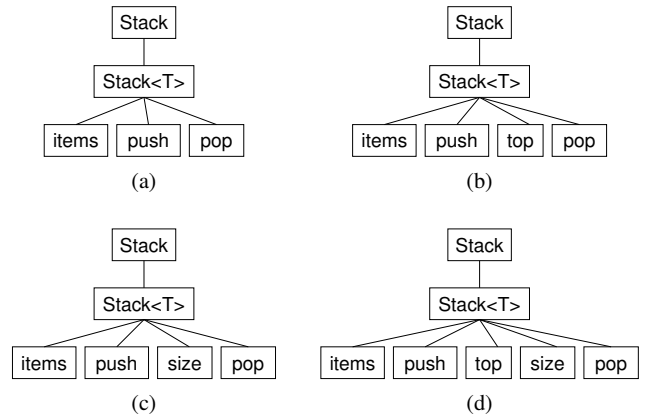 Stack
Stack<T>
items push pop
(a)
Stack
Stack<T>
items push top pop
(b)
Stack
Stack<T>
items push size pop
(c)
Stack
Stack<T>
items push top size pop
(d)